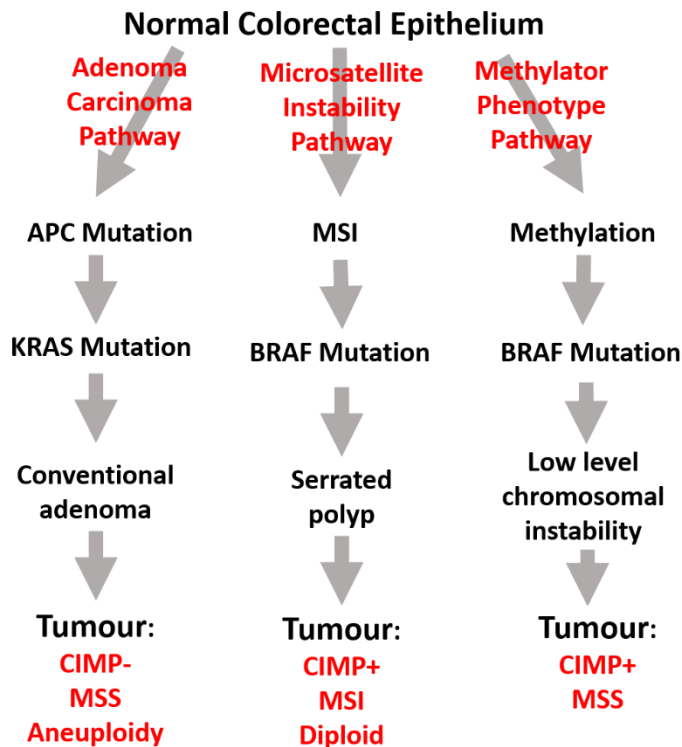 Normal Colorectal Epithelium
Adenoma
Carcinoma
Pathway
Microsatellite
Instability
Pathway
Methylator
Phenotype
Pathway
APC Mutation
MSI
Methylation
KRAS Mutation
BRAF Mutation
BRAF Mutation
Conventional
adenoma
Serrated
polyp
Low level
chromosomal
instability
Tumour:
CIMP-
MSS
Aneuploidy
Tumour:
CIMP+
MSI
Diploid
Tumour:
CIMP+
MSS